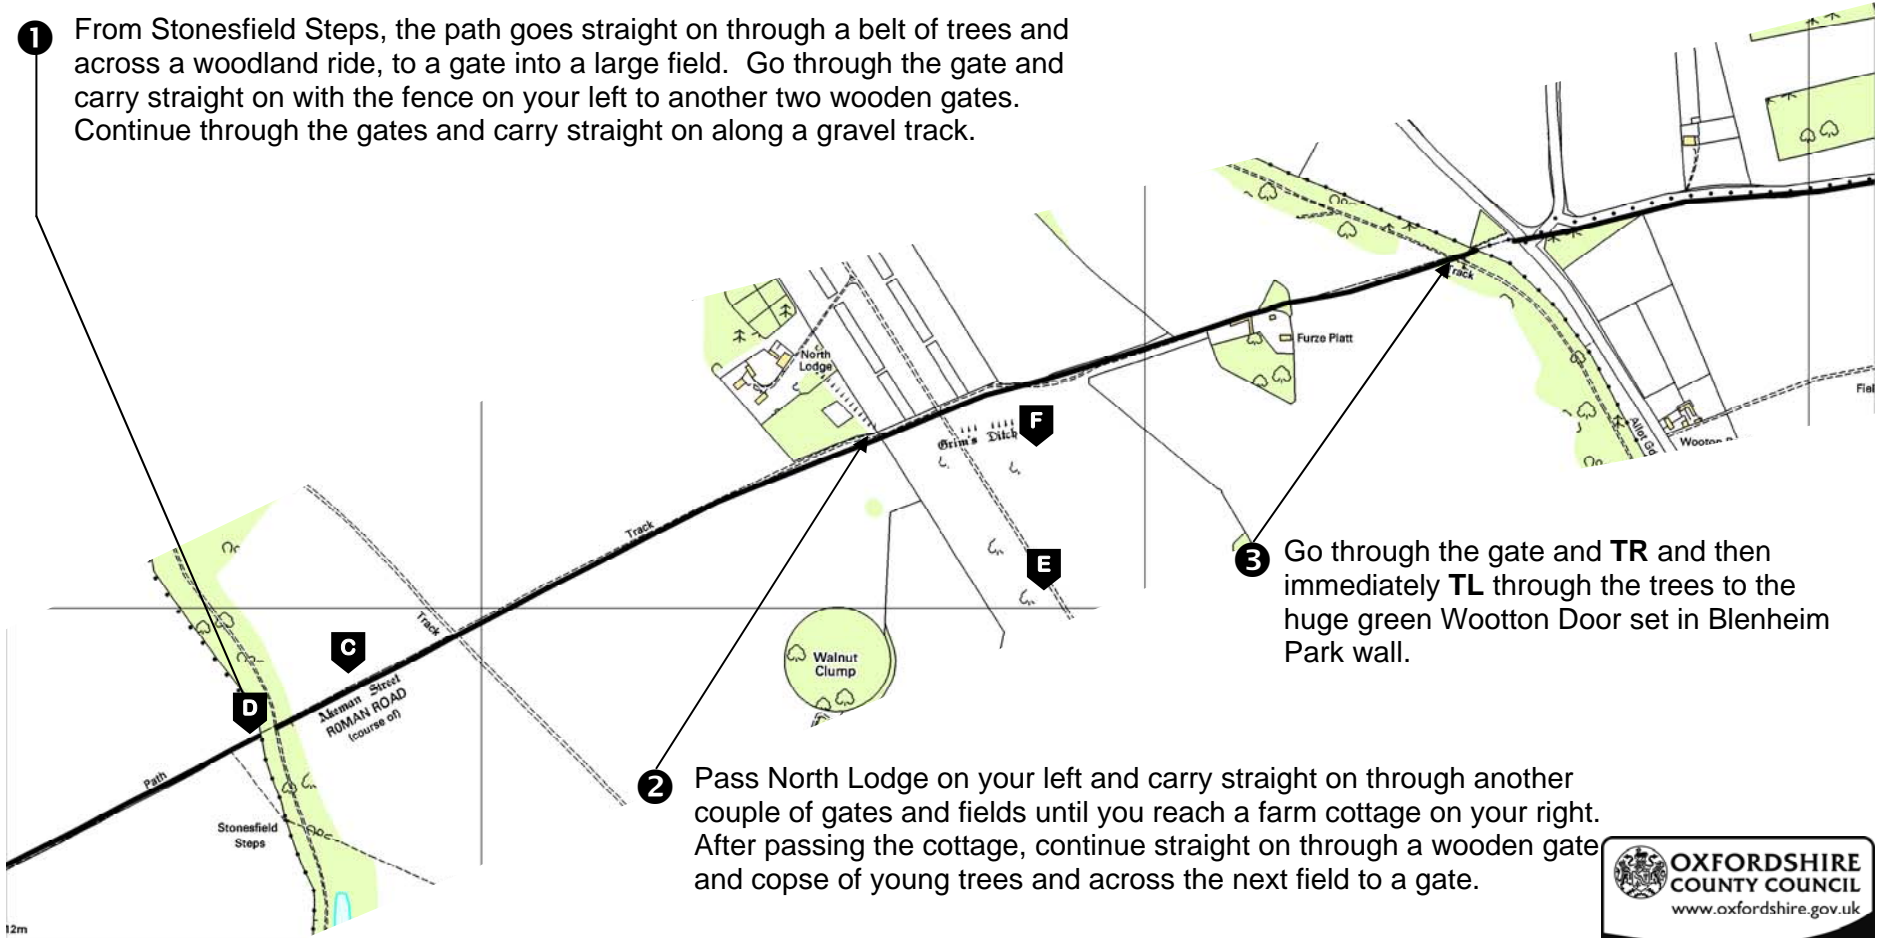 1 From Stonesfield Steps, the path goes straight on through a belt of trees and
across a woodland ride, to a gate into a large field. Go through the gate and
carry straight on with the fence on your left to another two wooden gates.
Continue through the gates and carry straight on along a gravel track.
North
Lodge
Track
Furze Platt
Fiel
F
Grim's Ditch
Allot Gd
Track
E
3 Go through the gate and TR and then
immediately TL through the trees to the
huge green Wootton Door set in Blenheim
Park wall.
Track
C
Walnut
Clump
Akeman Street
ROMAN ROAD
(course of)
D
Path
Stonesfield
Steps
2 Pass North Lodge on your left and carry straight on through another
couple of gates and fields until you reach a farm cottage on your right.
After passing the cottage, continue straight on through a wooden gate
and copse of young trees and across the next field to a gate.
OXFORDSHIRE
COUNTY COUNCIL
www.oxfordshire.gov.uk
12m